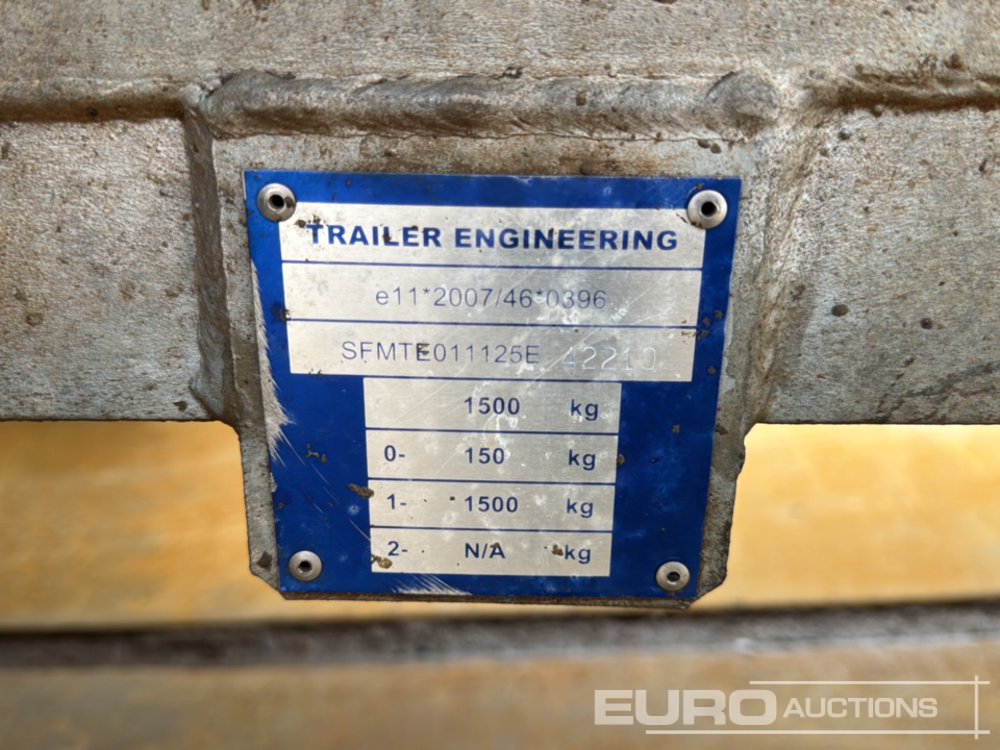 TRAILER ENGINEERING
e11*2007/46*0396
SFMTE011125E 42210
1500 kg
0- 150 kg
1- 1500 kg
2- N/A kg
EURO AUCTIONS